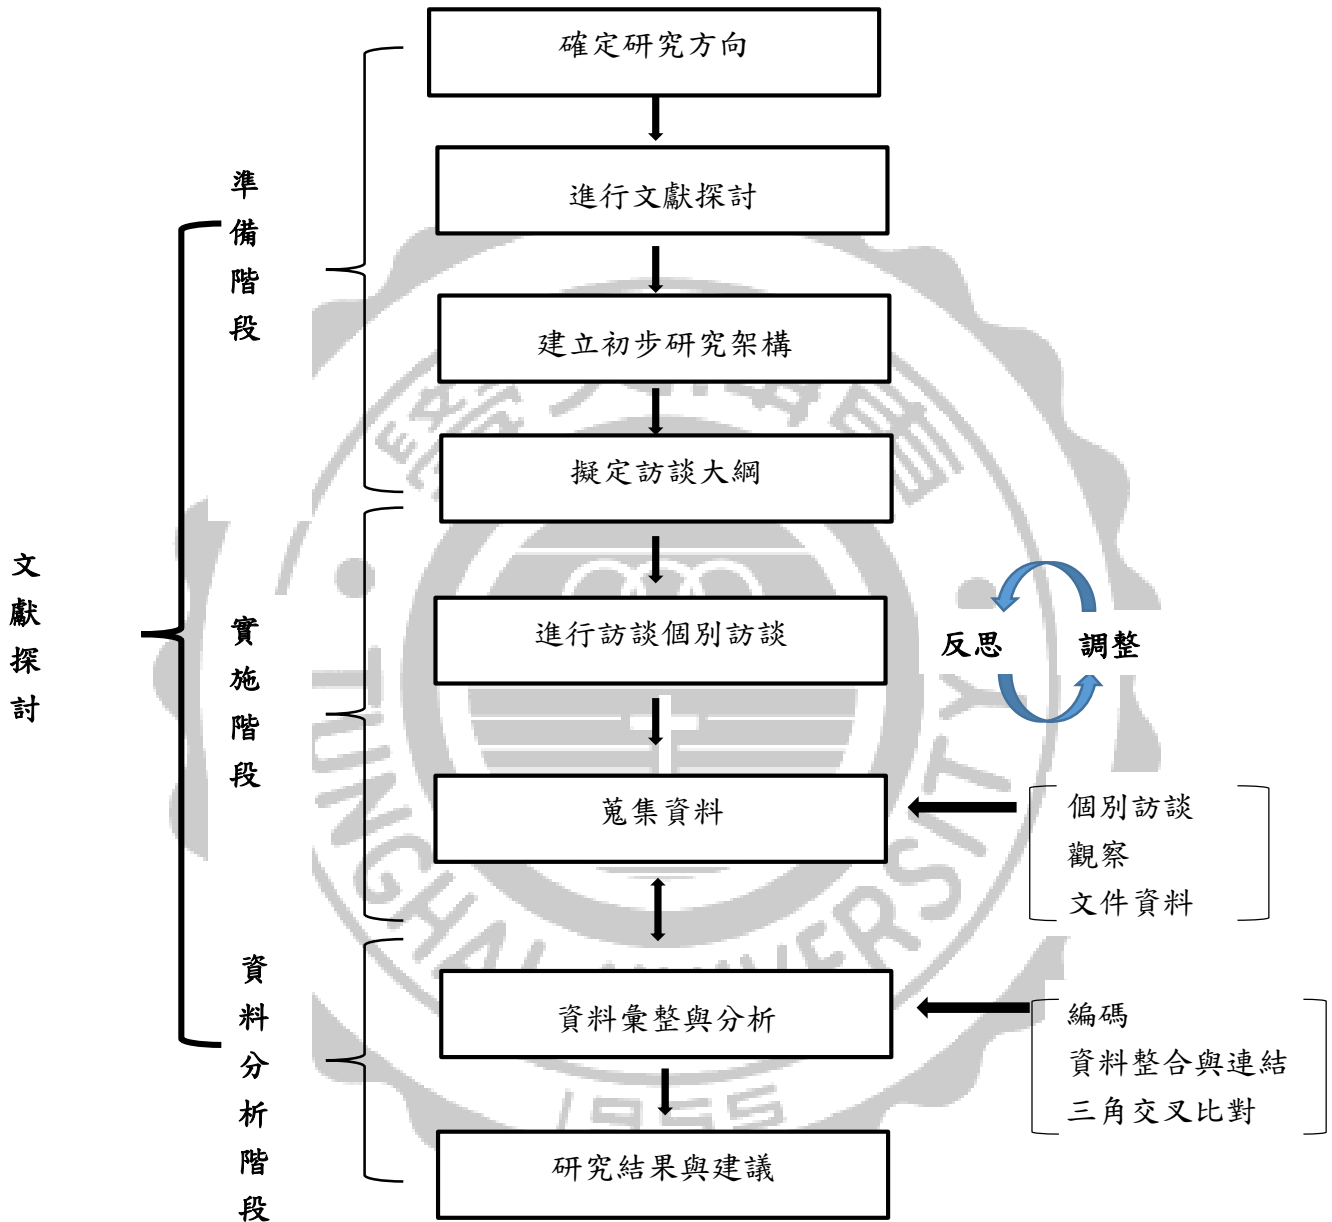 確定研究方向
進行文獻探討
建立初步研究架構
擬定訪談大綱
進行訪談個別訪談
蒐集資料
資料彙整與分析
研究結果與建議
文獻探討
準備階段
實施階段
資料分析階段
反思
調整
個別訪談
觀察
文件資料
編碼
資料整合與連結
三角交叉比對
UNIVERSITY
1955